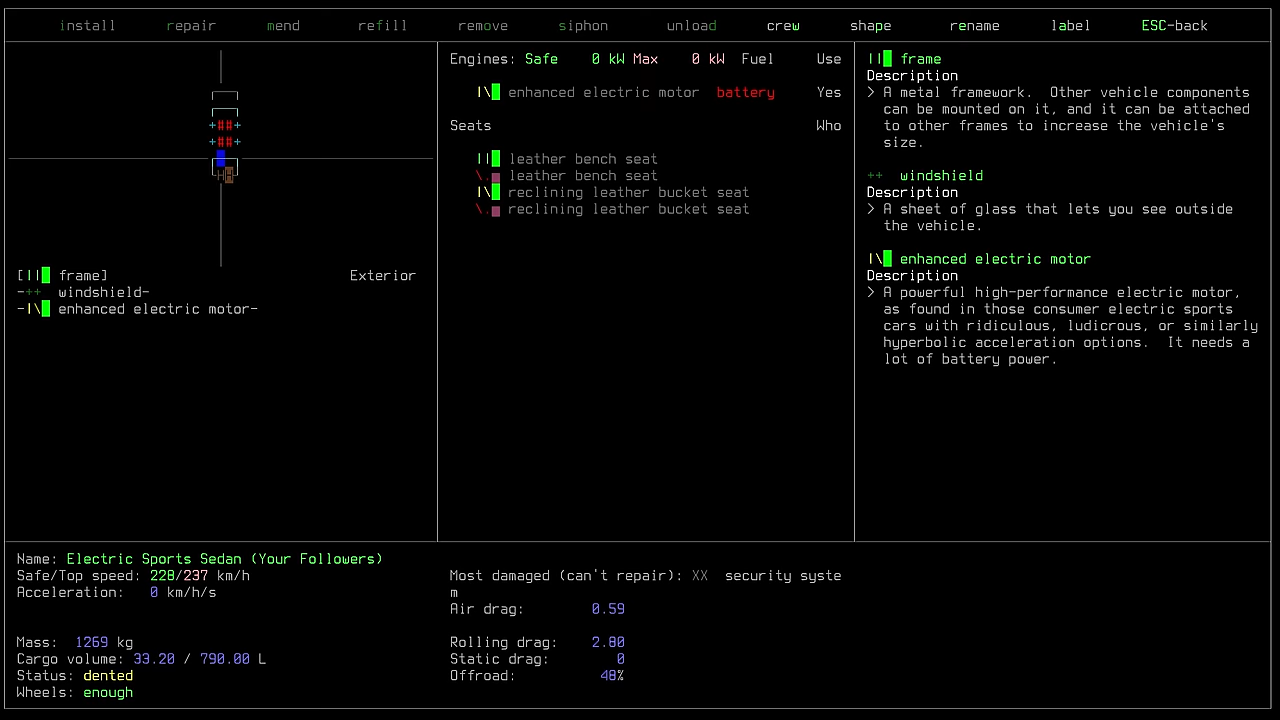 install repair mend refill remove siphon unload crew shape rename label ESC-back
[||█ frame] Exterior
-++ windshield-
-|\█ enhanced electric motor-
Engines: Safe 0 kW Max 0 kW Fuel Use
|\█ enhanced electric motor battery Yes
Seats Who
||█ leather bench seat
\.■ leather bench seat
|\█ reclining leather bucket seat
\.■ reclining leather bucket seat
||█ frame
Description
> A metal framework. Other vehicle components
can be mounted on it, and it can be attached
to other frames to increase the vehicle's
size.
++ windshield
Description
> A sheet of glass that lets you see outside
the vehicle.
|\█ enhanced electric motor
Description
> A powerful high-performance electric motor,
as found in those consumer electric sports
cars with ridiculous, ludicrous, or similarly
hyperbolic acceleration options. It needs a
lot of battery power.
Name: Electric Sports Sedan (Your Followers)
Safe/Top speed: 228/237 km/h
Acceleration: 0 km/h/s
Mass: 1269 kg
Cargo volume: 33.20 / 790.00 L
Status: dented
Wheels: enough
Most damaged (can't repair): XX security syste
m
Air drag: 0.59
Rolling drag: 2.80
Static drag: 0
Offroad: 48%